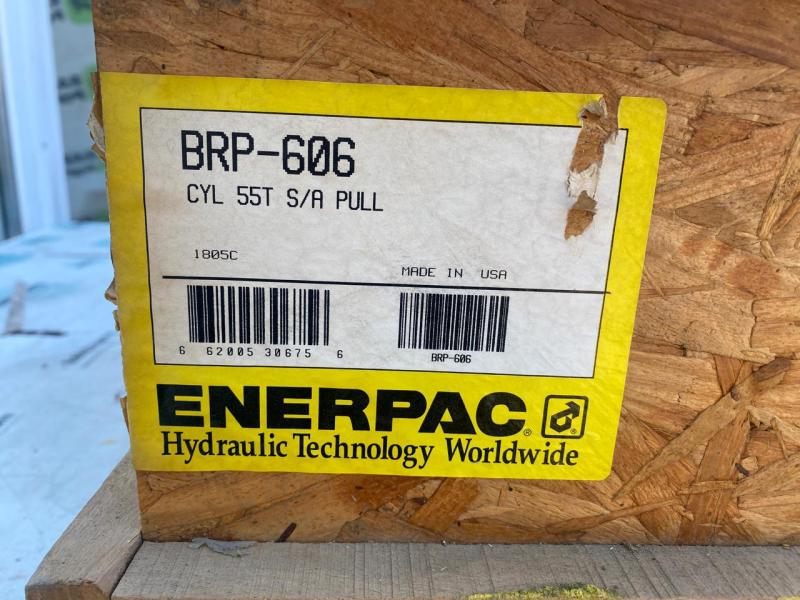 BRP-606
CYL 55T S/A PULL
1805C
MADE IN USA
6 62005 30675 6
BRP-606
ENERPAC®
Hydraulic Technology Worldwide